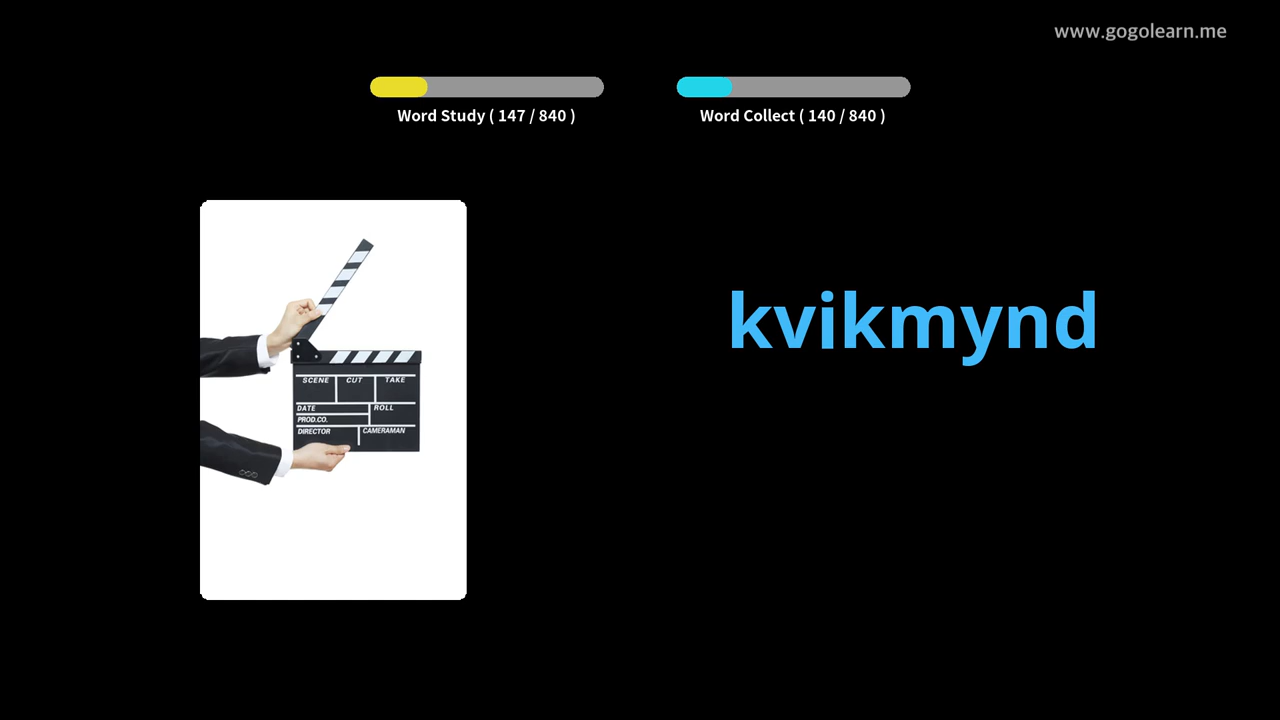 www.gogolearn.me
Word Study ( 147 / 840 )
Word Collect ( 140 / 840 )
kvikmynd
SCENE CUT TAKE
DATE ROLL
PROD.CO.
DIRECTOR CAMERAMAN